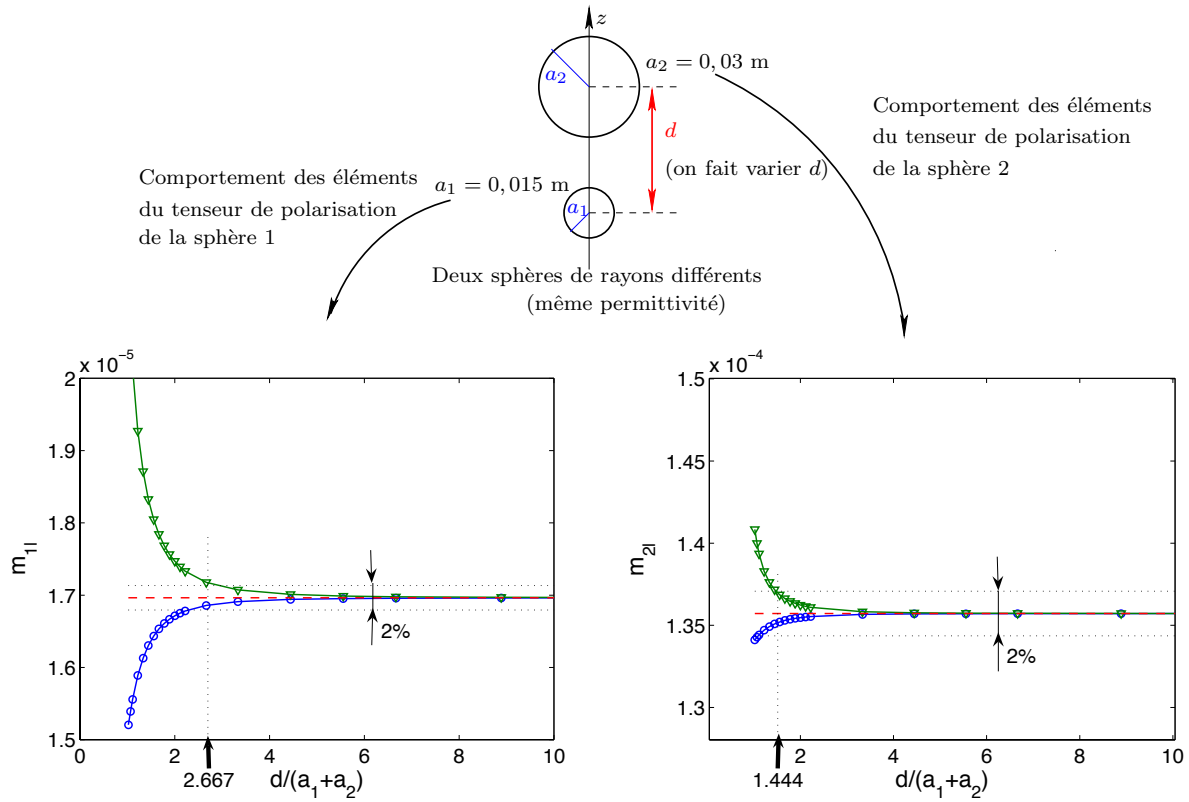 z
a₂
a₂ = 0, 03 m
d
(on fait varier d)
Comportement des éléments
du tenseur de polarisation
de la sphère 2
Comportement des éléments
du tenseur de polarisation
de la sphère 1
a₁ = 0, 015 m
a₁
Deux sphères de rayons différents
(même permittivité)
x 10⁻⁵
2
1.9
1.8
1.7
1.6
1.5
m₁ₗ
2%
0 2 4 6 8 10
2.667
d/(a₁+a₂)
x 10⁻⁴
1.5
1.45
1.4
1.35
1.3
m₂ₗ
2%
2 4 6 8 10
1.444
d/(a₁+a₂)